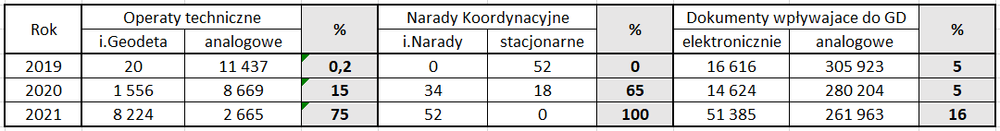 Rok Operaty techniczne % Narady Koordynacyjne % Dokumenty wpływajace do GD %
i.Geodeta analogowe i.Narady stacjonarne elektronicznie analogowe
2019 20 11 437 0,2 0 52 0 16 616 305 923 5
2020 1 556 8 669 15 34 18 65 14 624 280 204 5
2021 8 224 2 665 75 52 0 100 51 385 261 963 16